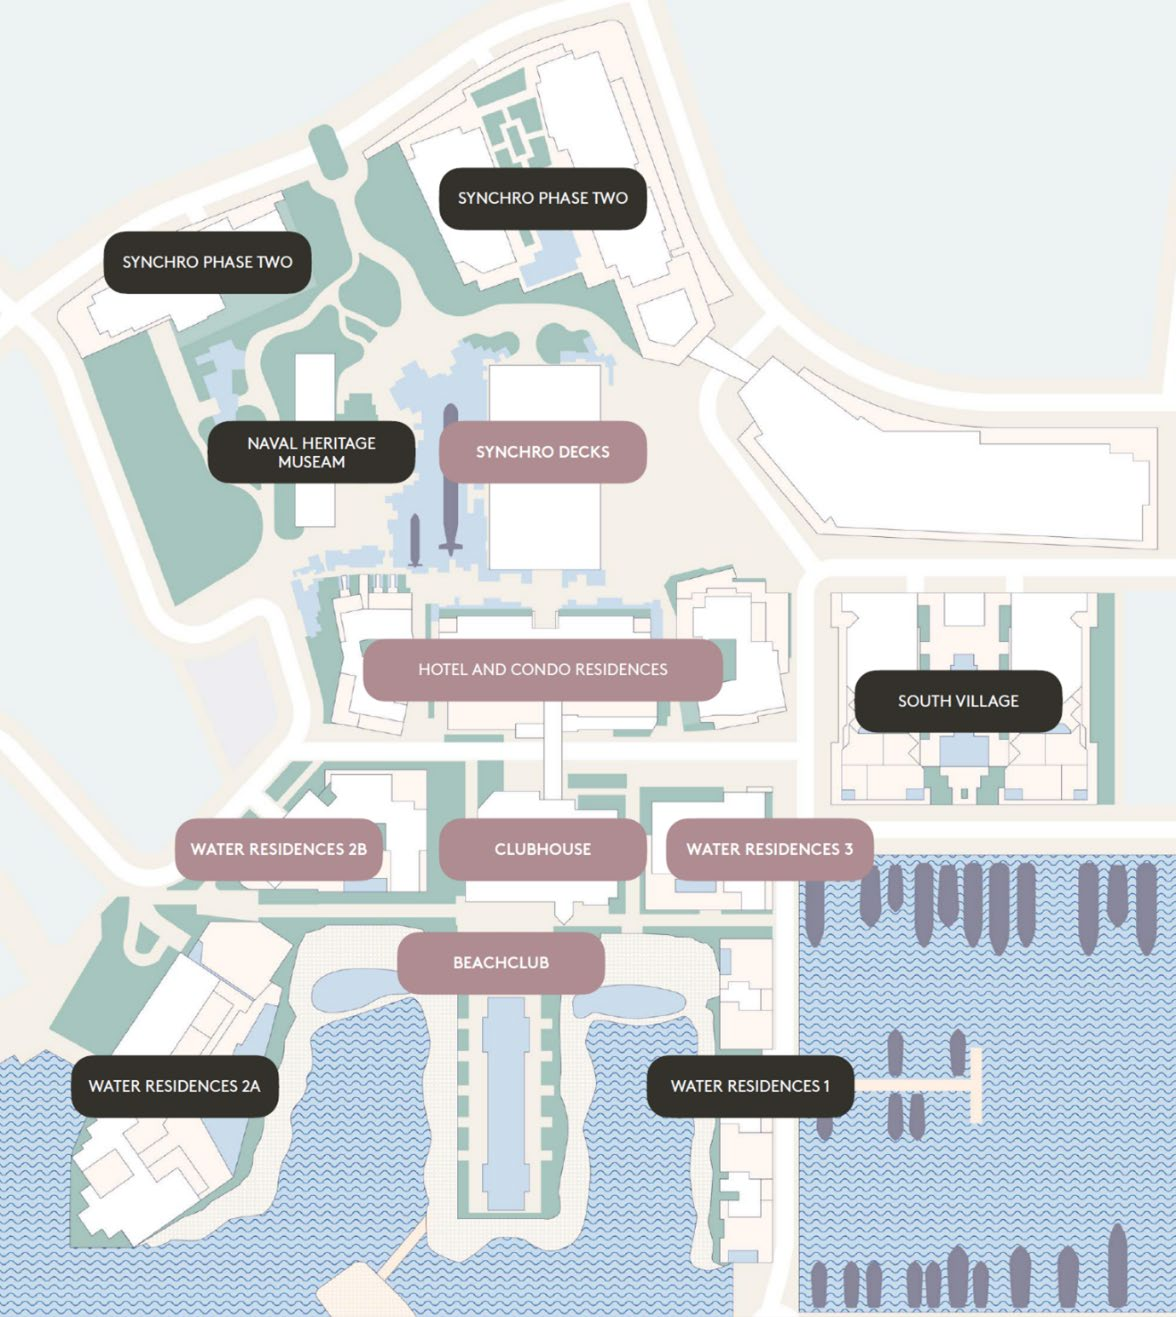 SYNCHRO PHASE TWO
SYNCHRO PHASE TWO
NAVAL HERITAGE
MUSEAM
SYNCHRO DECKS
HOTEL AND CONDO RESIDENCES
SOUTH VILLAGE
WATER RESIDENCES 2B
CLUBHOUSE
WATER RESIDENCES 3
BEACHCLUB
WATER RESIDENCES 2A
WATER RESIDENCES 1